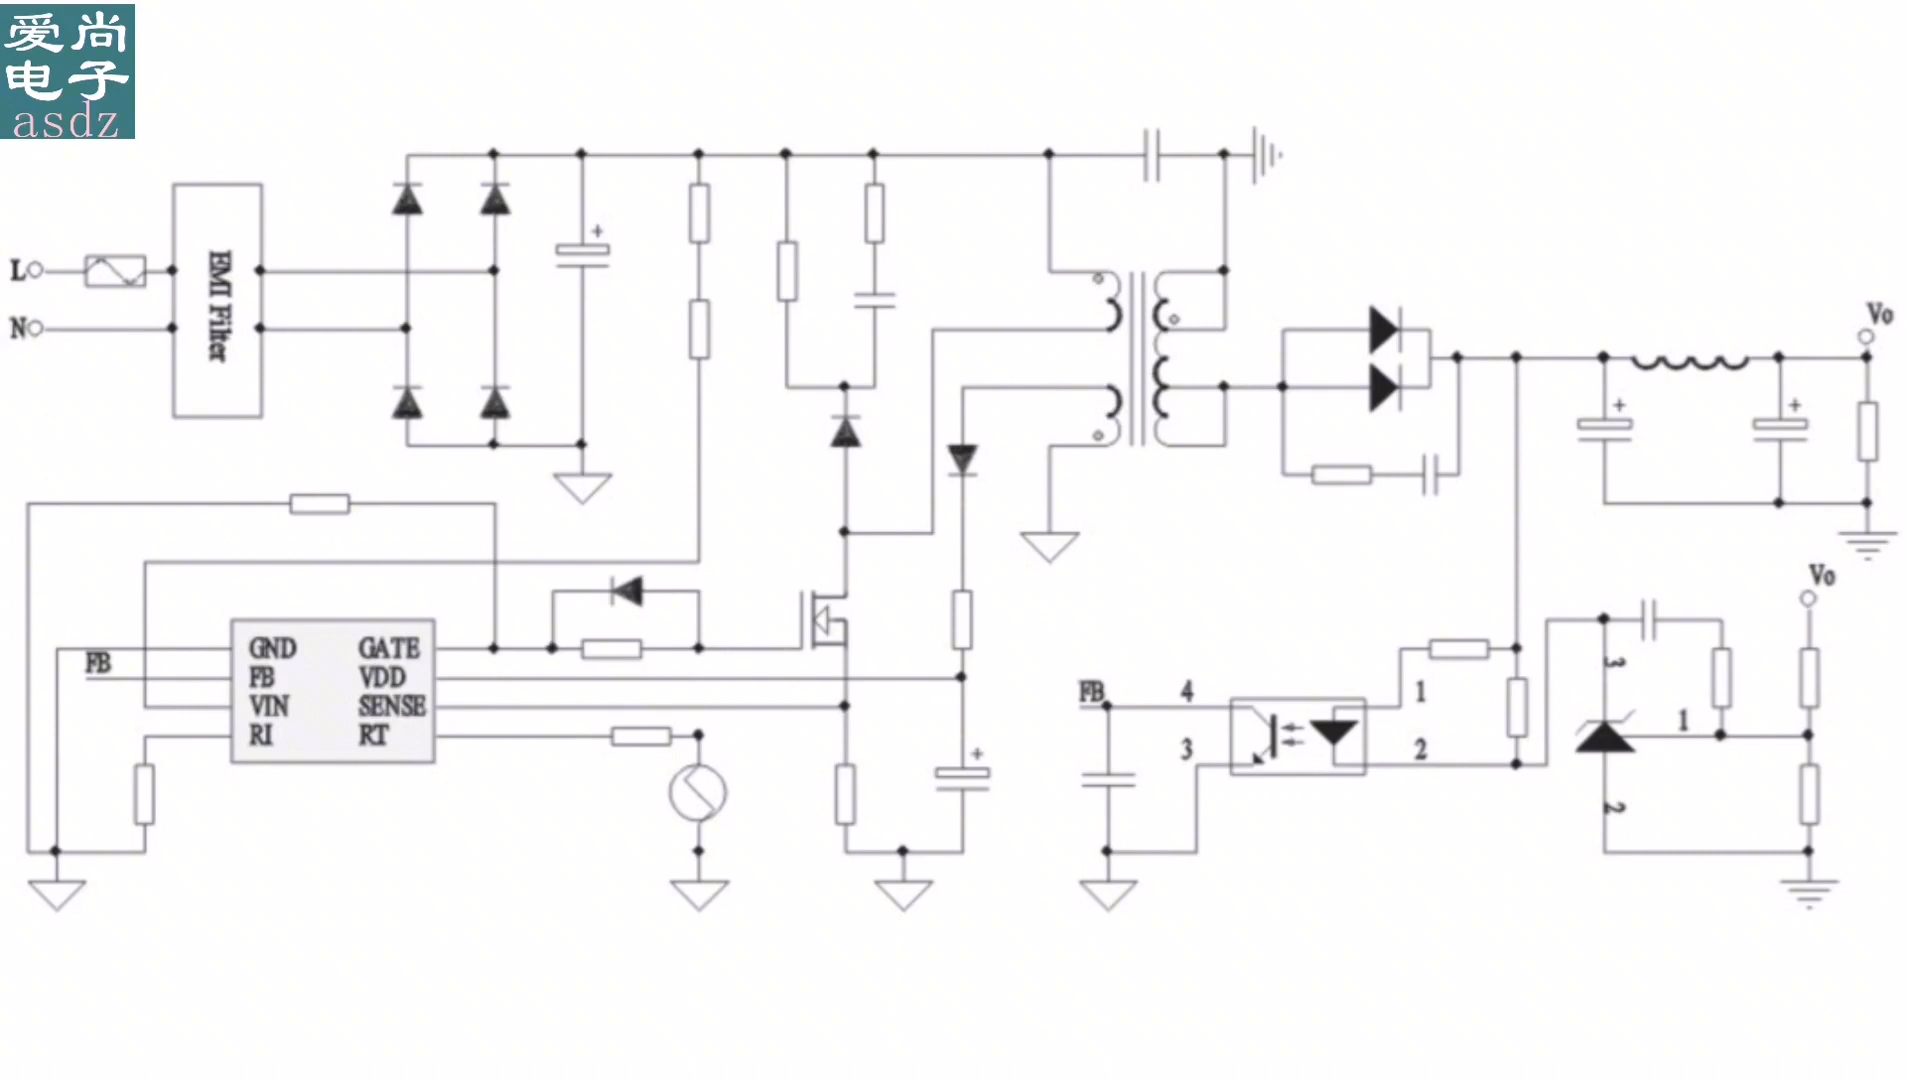 爱尚
电子
asdz
L
N
EMI Filter
+
Vo
+
+
Vo
GND
FB
FB
VIN
RI
GATE
VDD
SENSE
RT
+
FB
4
3
1
2
3
1
2